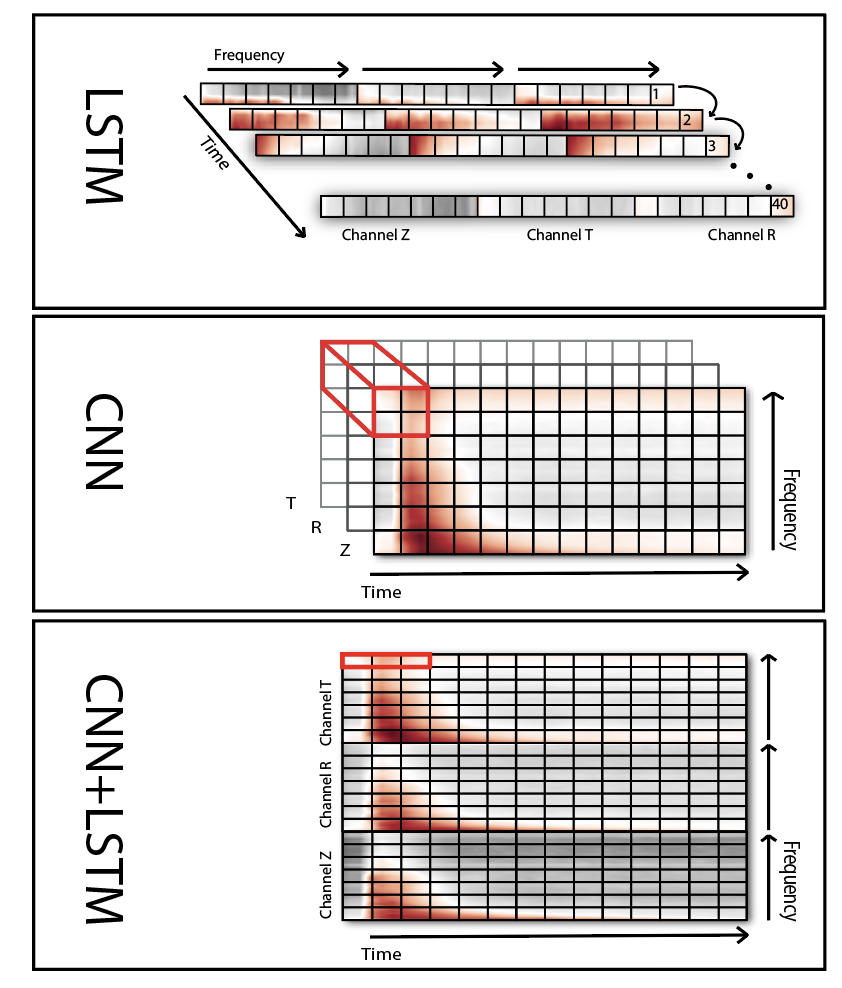 LSTM
Frequency
Time
1
2
3
40
Channel Z
Channel T
Channel R
CNN
T
R
Z
Frequency
Time
CNN+LSTM
Channel T
Channel R
Channel Z
Frequency
Time